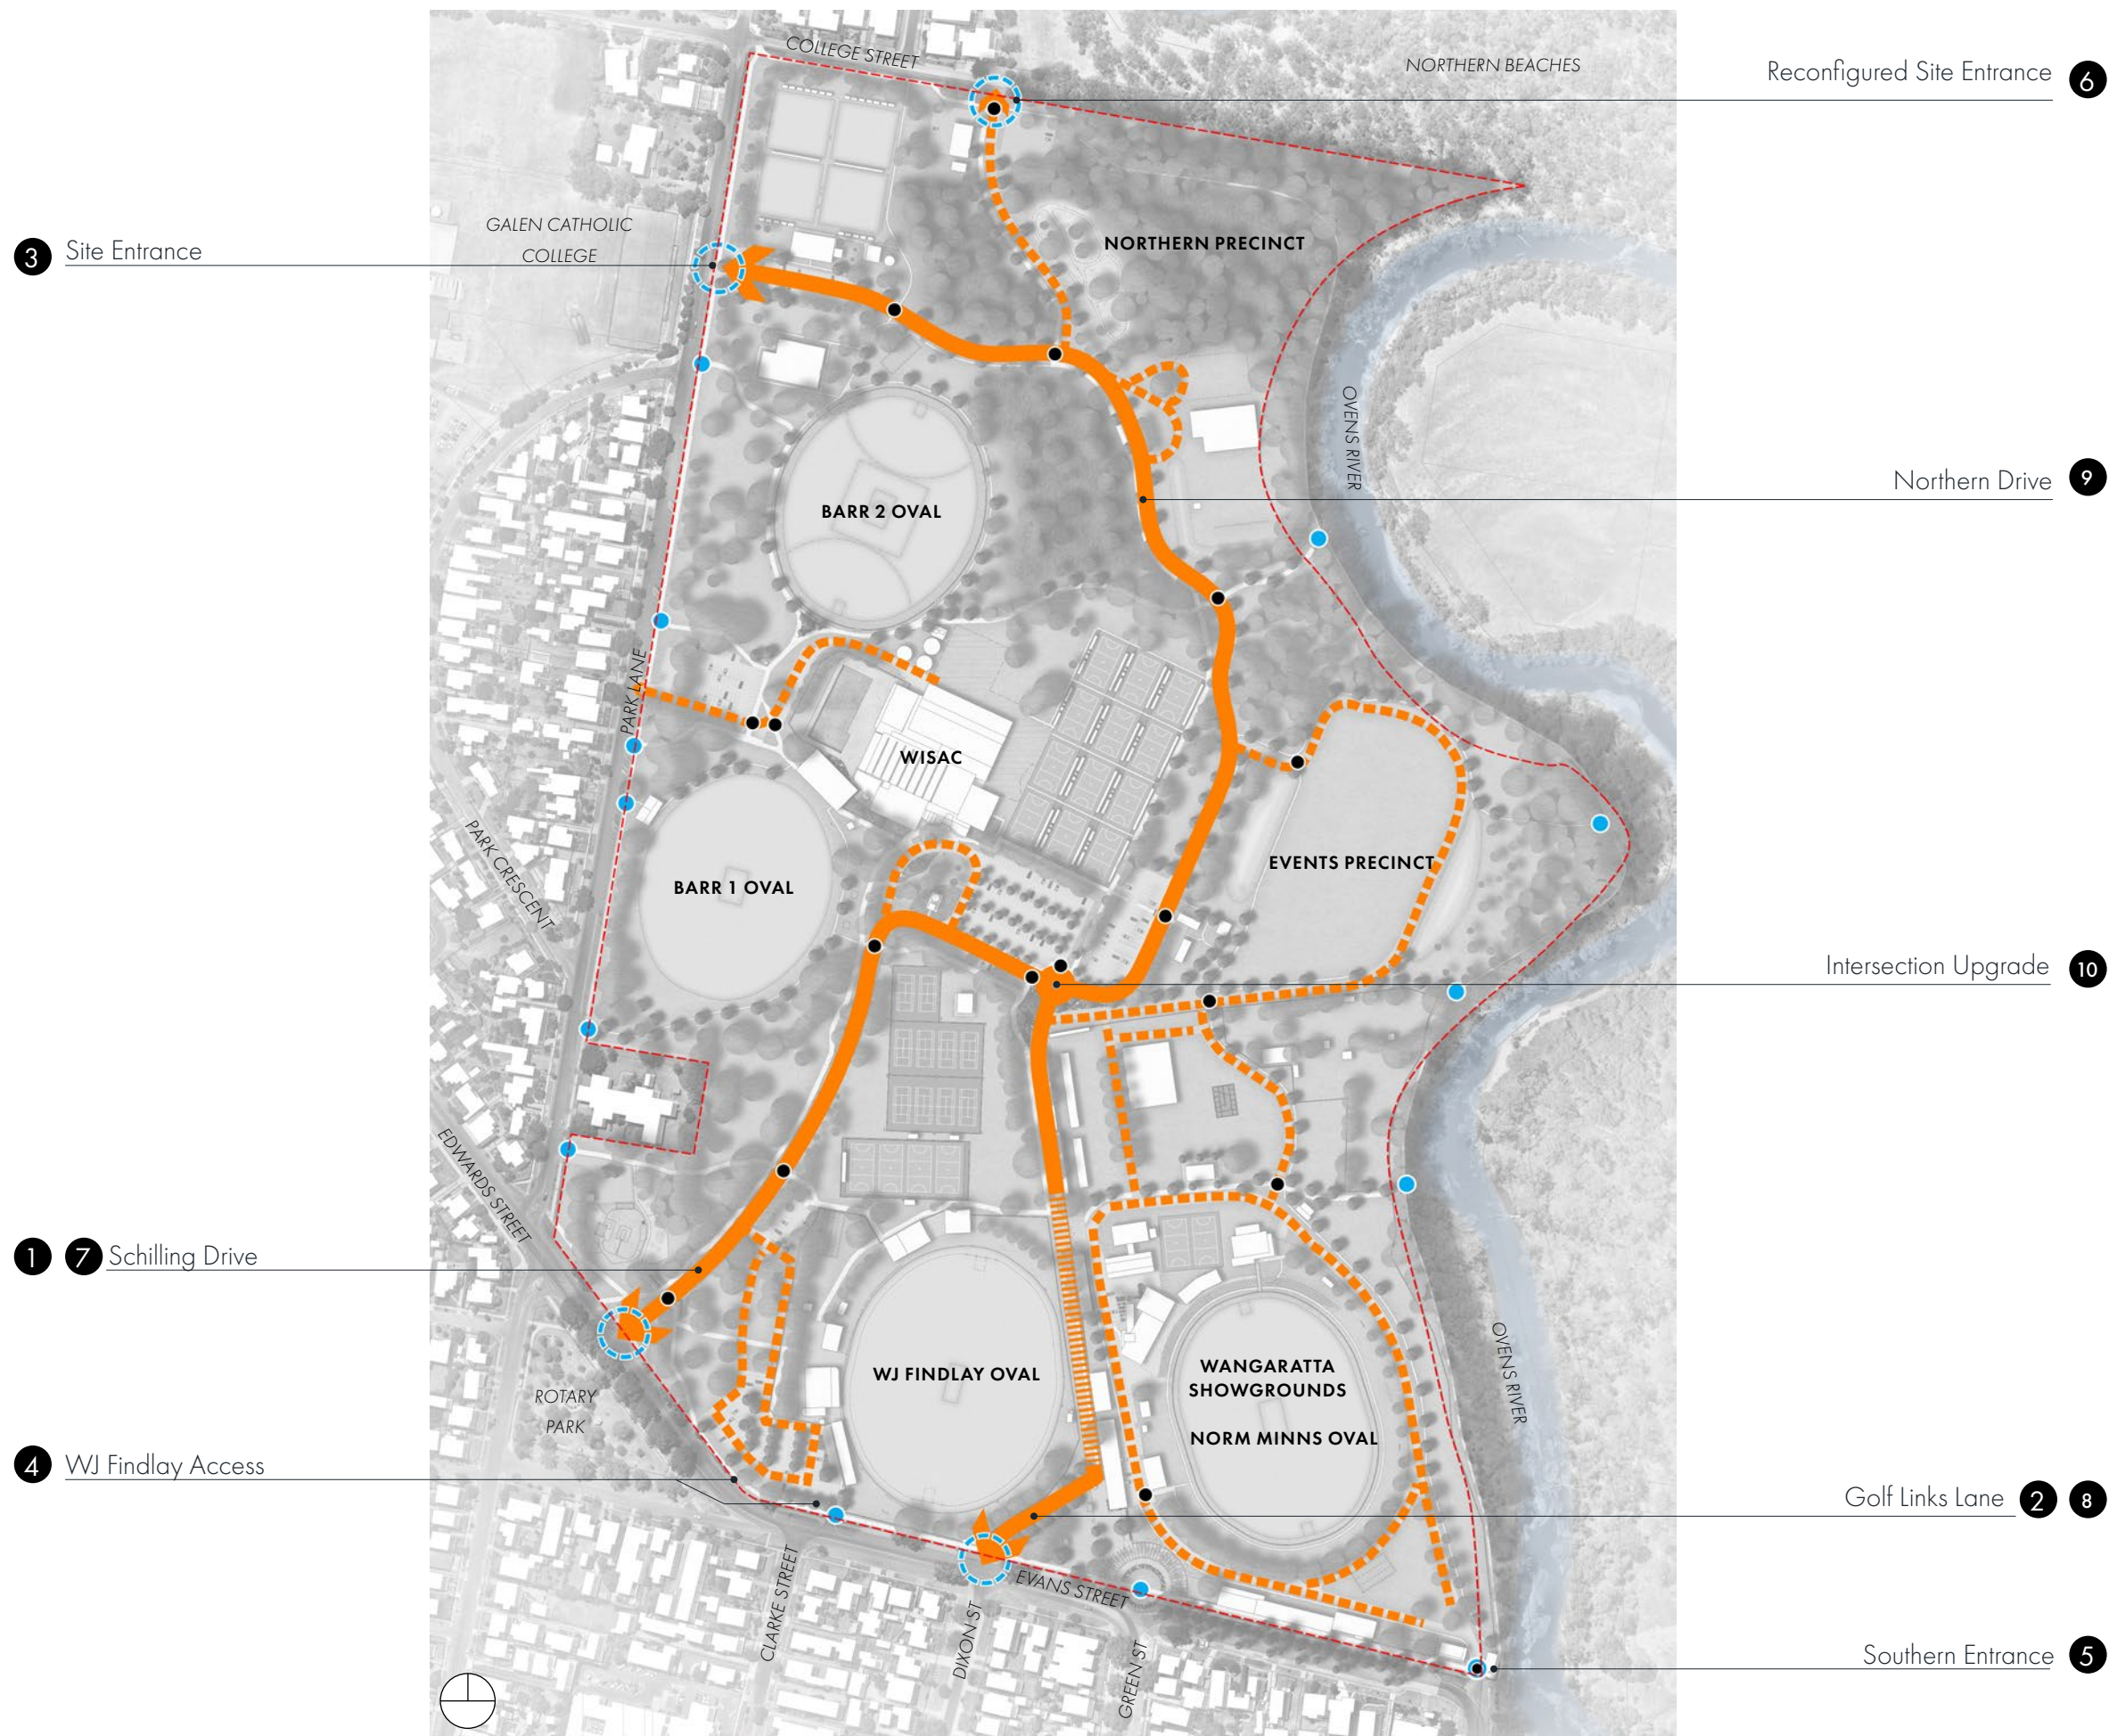 COLLEGE STREET
NORTHERN BEACHES
Reconfigured Site Entrance 6
GALEN CATHOLIC
COLLEGE
3 Site Entrance
NORTHERN PRECINCT
OVENS RIVER
Northern Drive 9
BARR 2 OVAL
PARK LANE
WISAC
PARK CRESCENT
BARR 1 OVAL
EVENTS PRECINCT
Intersection Upgrade 10
EDWARDS STREET
1 7 Schilling Drive
OVENS RIVER
WJ FINDLAY OVAL
WANGARATTA
SHOWGROUNDS
NORM MINNS OVAL
ROTARY
PARK
4 WJ Findlay Access
Golf Links Lane 2 8
EVANS STREET
CLARKE STREET
DIXON ST
GREEN ST
Southern Entrance 5